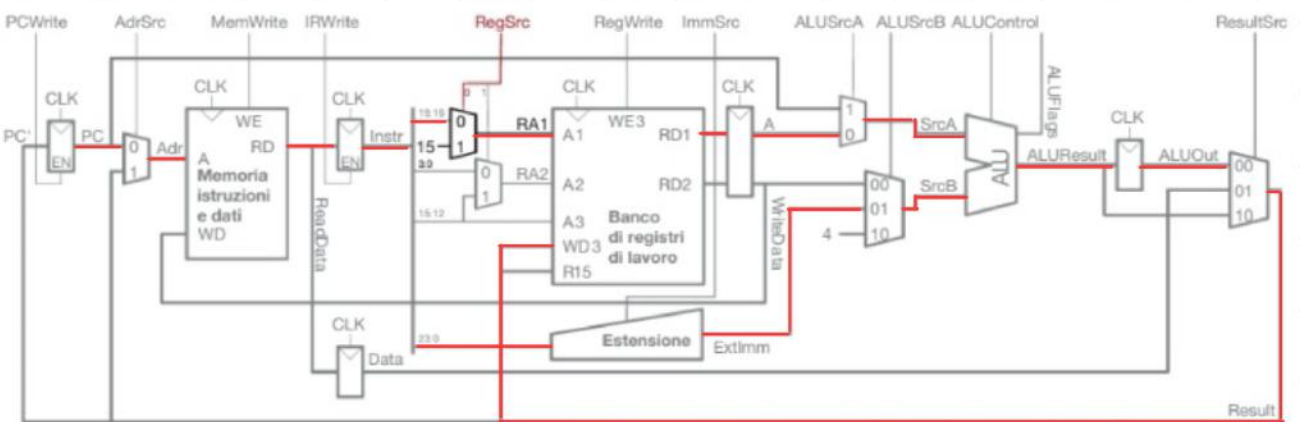 PCWrite AdrSrc MemWrite IRWrite RegSrc RegWrite ImmSrc ALUSrcA ALUSrcB ALUControl ResultSrc
CLK CLK CLK CLK CLK CLK
0 1
ALUFlags
PC' PC EN
0 1 Adr
WE
A RD
Memoria
istruzioni
e dati
WD
EN Instr
ReadData
15
3:0
15:12
0 1 RA1
0 1 RA2
A1 WE3 RD1
A2 RD2
A3
WD3
R15
Banco
di registri
di lavoro
A
WriteData
1 0 SrcA
00 01 10 SrcB
4
ALU
ALUResult ALUOut
00 01 10
CLK
Data
23:0
Estensione
ExtImm
Result